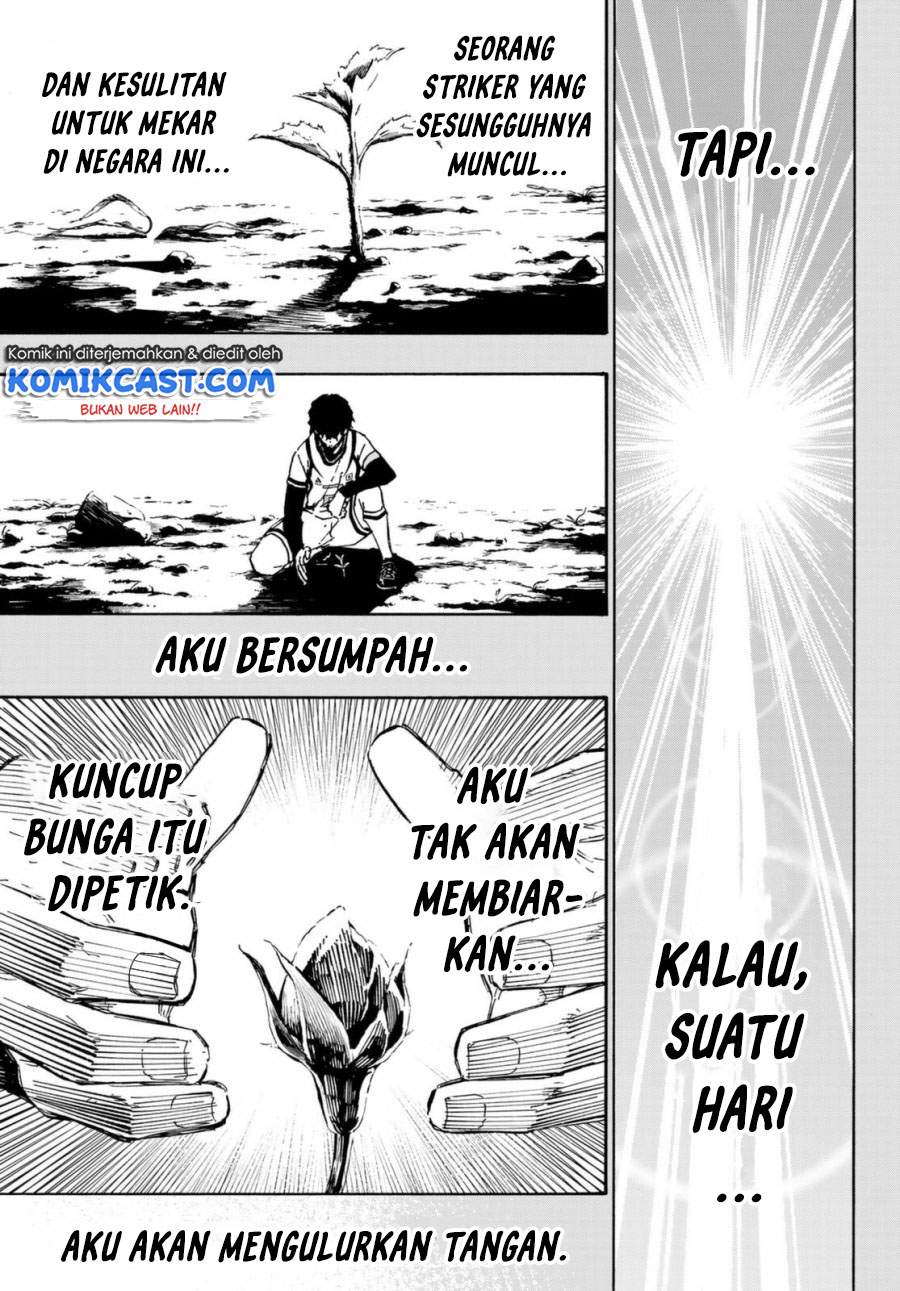 TAPI...
KALAU,
SUATU
HARI
...
SEORANG
STRIKER YANG
SESUNGGUHNYA
MUNCUL...
DAN KESULITAN
UNTUK MEKAR
DI NEGARA INI...
Komik ini diterjemahkan & diedit oleh
KOMIKCAST.COM
BUKAN WEB LAIN!!
AKU BERSUMPAH...
AKU
TAK AKAN
MEMBIAR-
KAN...
KUNCUP
BUNGA ITU
DIPETIK.
AKU AKAN MENGULURKAN TANGAN.